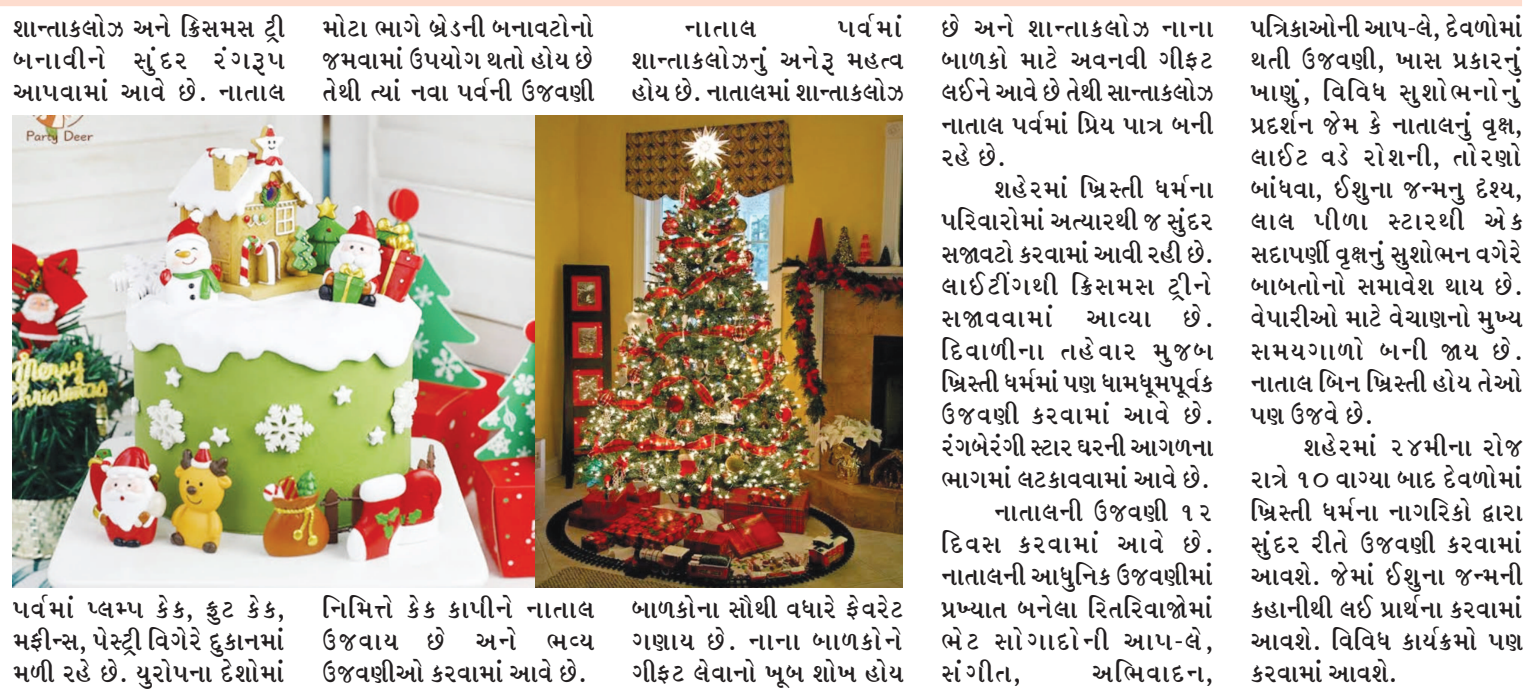 શાન્તાકલોઝ અને ક્રિસમસ ટ્રી
બનાવીને સુંદર રંગરૂપ
આપવામાં આવે છે. નાતાલ
Party Deer
Merry
Christmas
પર્વમાં પ્લમ્પ કેક, ફ્રુટ કેક,
મફીન્સ, પેસ્ટ્રી વિગેરે દુકાનમાં
મળી રહે છે. યુરોપના દેશોમાં
મોટા ભાગે બ્રેડની બનાવટોનો
જમવામાં ઉપયોગ થતો હોય છે
તેથી ત્યાં નવા પર્વની ઉજવણી
નિમિત્તે કેક કાપીને નાતાલ
ઉજવાય છે અને ભવ્ય
ઉજવણીઓ કરવામાં આવે છે.
નાતાલ પર્વમાં
શાન્તાકલોઝનું અનેરૂ મહત્વ
હોય છે. નાતાલમાં શાન્તાકલોઝ
બાળકોના સૌથી વધારે ફેવરેટ
ગણાય છે. નાના બાળકોને
ગીફટ લેવાનો ખૂબ શોખ હોય
છે અને શાન્તાકલોઝ નાના
બાળકો માટે અવનવી ગીફટ
લઈને આવે છે તેથી સાન્તાકલોઝ
નાતાલ પર્વમાં પ્રિય પાત્ર બની
રહે છે.
શહેરમાં ખ્રિસ્તી ધર્મના
પરિવારોમાં અત્યારથી જ સુંદર
સજાવટો કરવામાં આવી રહી છે.
લાઈટીંગથી ક્રિસમસ ટ્રીને
સજાવવામાં આવ્યા છે.
દિવાળીના તહેવાર મુજબ
ખ્રિસ્તી ધર્મમાં પણ ધામધૂમપૂર્વક
ઉજવણી કરવામાં આવે છે.
રંગબેરંગી સ્ટાર ઘરની આગળના
ભાગમાં લટકાવવામાં આવે છે.
નાતાલની ઉજવણી ૧૨
દિવસ કરવામાં આવે છે.
નાતાલની આધુનિક ઉજવણીમાં
પ્રખ્યાત બનેલા રિતરિવાજોમાં
ભેટ સોગાદોની આપ-લે,
સંગીત, અભિવાદન,
પત્રિકાઓની આપ-લે, દેવળોમાં
થતી ઉજવણી, ખાસ પ્રકારનું
ખાણું, વિવિધ સુશોભનોનું
પ્રદર્શન જેમ કે નાતાલનું વૃક્ષ,
લાઈટ વડે રોશની, તોરણો
બાંધવા, ઈશુના જન્મનુ દૃશ્ય,
લાલ પીળા સ્ટારથી એક
સદાપર્ણી વૃક્ષનું સુશોભન વગેરે
બાબતોનો સમાવેશ થાય છે.
વેપારીઓ માટે વેચાણનો મુખ્ય
સમયગાળો બની જાય છે.
નાતાલ બિન ખ્રિસ્તી હોય તેઓ
પણ ઉજવે છે.
શહેરમાં ૨૪મીના રોજ
રાત્રે ૧૦ વાગ્યા બાદ દેવળોમાં
ખ્રિસ્તી ધર્મના નાગરિકો દ્વારા
સુંદર રીતે ઉજવણી કરવામાં
આવશે. જેમાં ઈશુના જન્મની
કહાનીથી લઈ પ્રાર્થના કરવામાં
આવશે. વિવિધ કાર્યક્રમો પણ
કરવામાં આવશે.